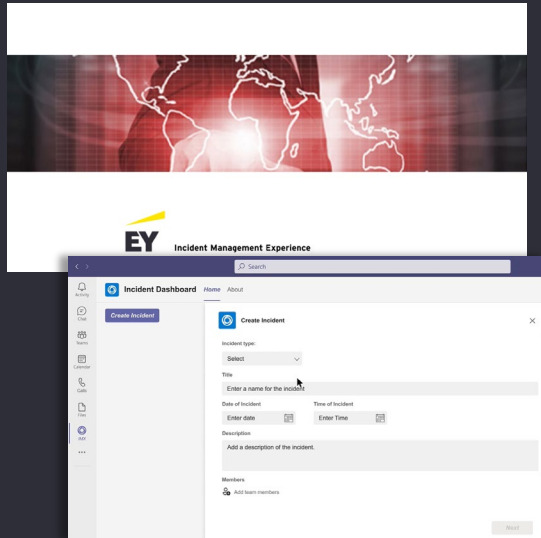 EY
Incident Management Experience
Search
Activity
Incident Dashboard Home About
Create Incident
Create Incident
Chat
Teams
Incident type:
Select
Calendar
Title
Enter a name for the incident
Calls
Date of Incident Time of Incident
Enter date Enter Time
Files
Description
IMX
Add a description of the incident.
Members
Add team members
Next